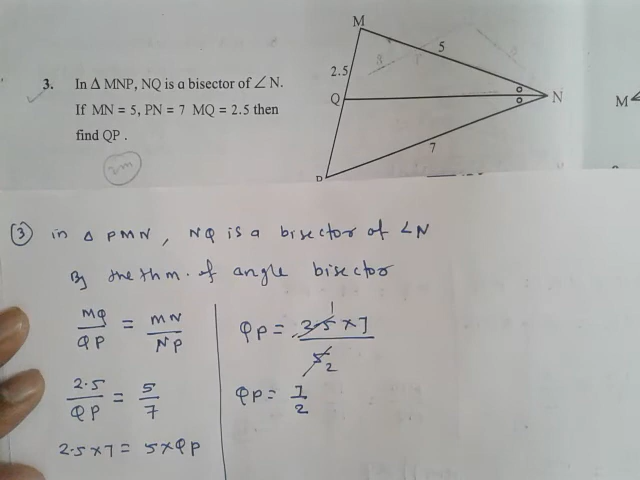 3. In Δ MNP, NQ is a bisector of ∠N.
If MN = 5, PN = 7 MQ = 2.5 then
find QP .
2m
M
5
2.5
Q
N
7
P
M
③ in Δ PMN, NQ is a bisector of ∠N
By the thm. of angle bisector
MQ/QP = MN/NP
2.5/QP = 5/7
2.5 × 7 = 5 × QP
QP = 2.5 × 7 / 5
1
2
QP = 7/2